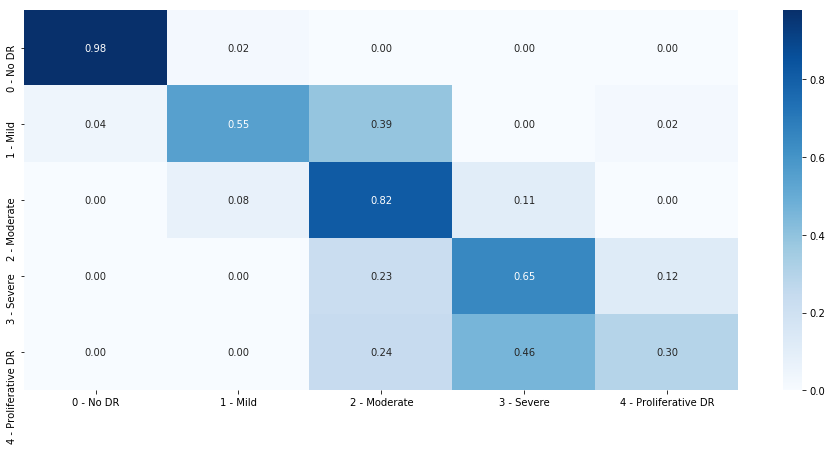 0 - No DR 0.98 0.02 0.00 0.00 0.00
1 - Mild 0.04 0.55 0.39 0.00 0.02
2 - Moderate 0.00 0.08 0.82 0.11 0.00
3 - Severe 0.00 0.00 0.23 0.65 0.12
4 - Proliferative DR 0.00 0.00 0.24 0.46 0.30
0 - No DR 1 - Mild 2 - Moderate 3 - Severe 4 - Proliferative DR
0.8
0.6
0.4
0.2
0.0